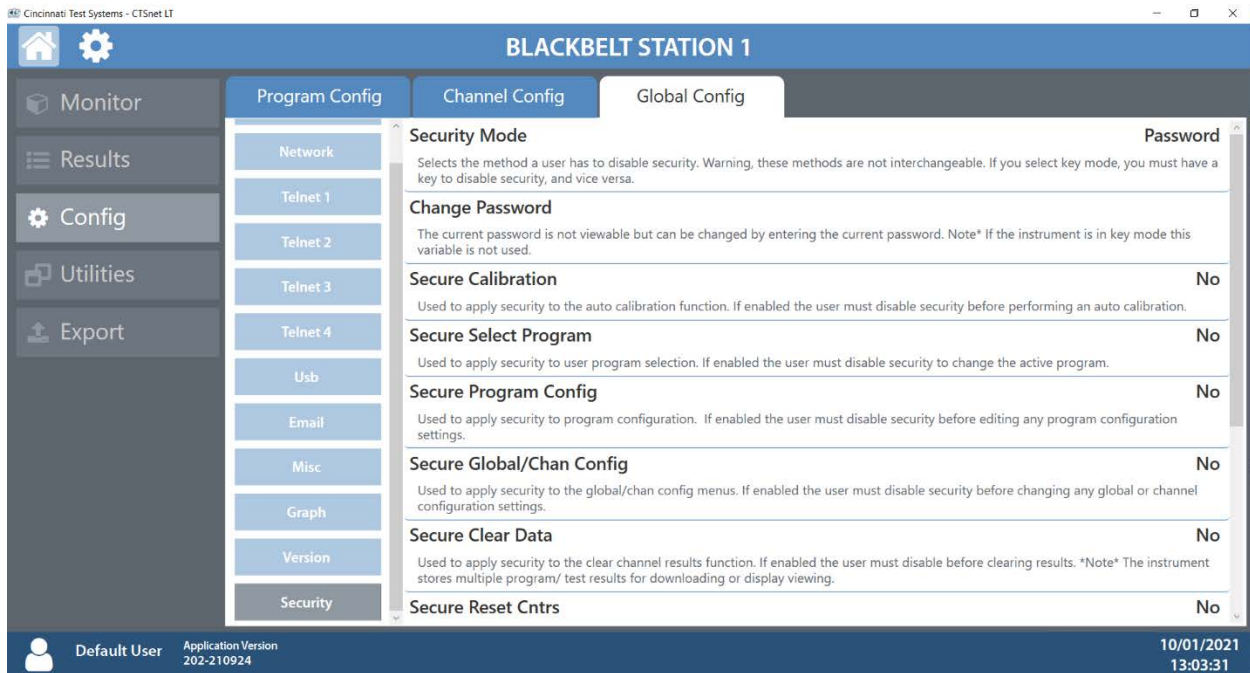 Cincinnati Test Systems - CTSnet LT
BLACKBELT STATION 1
Monitor
Results
Config
Utilities
Export
Program Config
Channel Config
Global Config
Network
Telnet 1
Telnet 2
Telnet 3
Telnet 4
Usb
Email
Misc
Graph
Version
Security
Security Mode Password
Selects the method a user has to disable security. Warning, these methods are not interchangeable. If you select key mode, you must have a
key to disable security, and vice versa.
Change Password
The current password is not viewable but can be changed by entering the current password. Note* If the instrument is in key mode this
variable is not used.
Secure Calibration No
Used to apply security to the auto calibration function. If enabled the user must disable security before performing an auto calibration.
Secure Select Program No
Used to apply security to user program selection. If enabled the user must disable security to change the active program.
Secure Program Config No
Used to apply security to program configuration. If enabled the user must disable security before editing any program configuration
settings.
Secure Global/Chan Config No
Used to apply security to the global/chan config menus. If enabled the user must disable security before changing any global or channel
configuration settings.
Secure Clear Data No
Used to apply security to the clear channel results function. If enabled the user must disable before clearing results. *Note* The instrument
stores multiple program/ test results for downloading or display viewing.
Secure Reset Cntrs No
Default User
Application Version
202-210924
10/01/2021
13:03:31